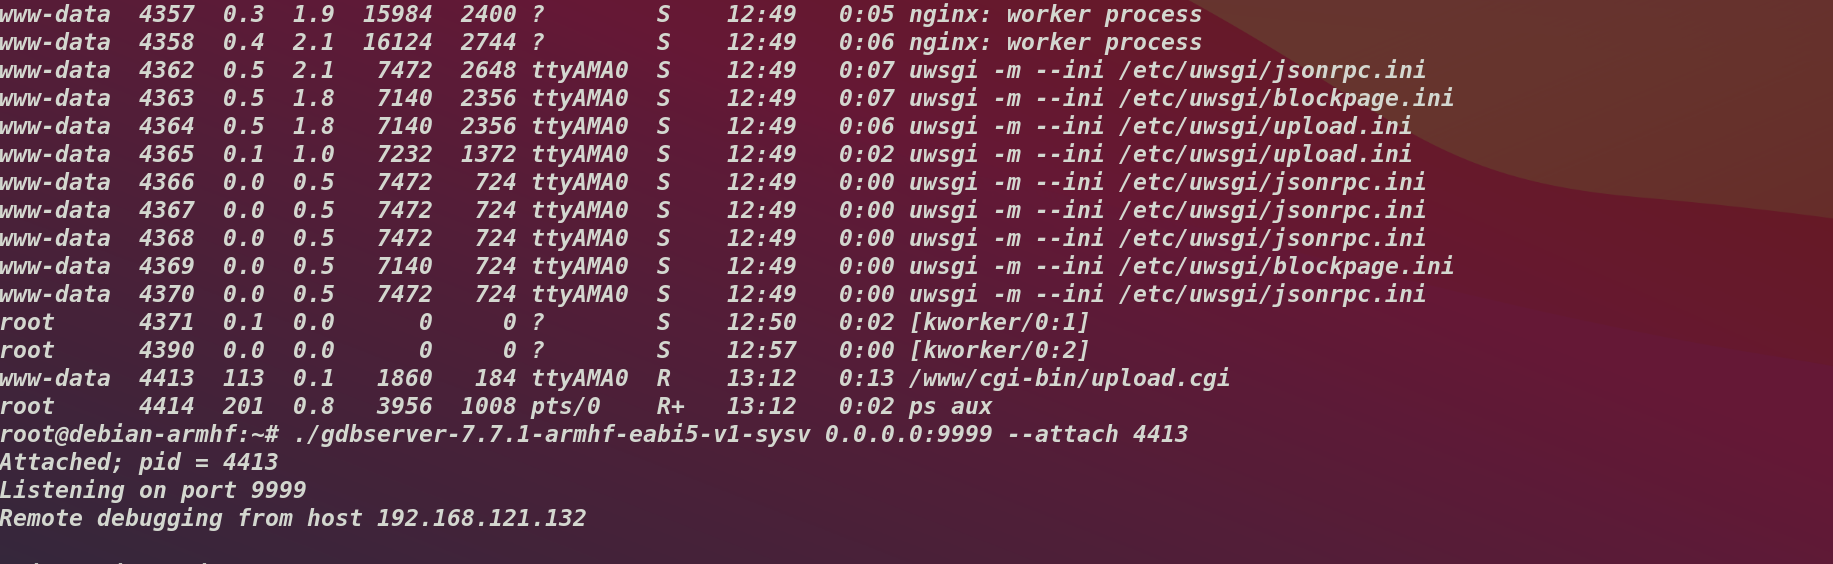 www-data  4357  0.3  1.9  15984  2400 ?        S    12:49   0:05 nginx: worker process
www-data  4358  0.4  2.1  16124  2744 ?        S    12:49   0:06 nginx: worker process
www-data  4362  0.5  2.1   7472  2648 ttyAMA0  S    12:49   0:07 uwsgi -m --ini /etc/uwsgi/jsonrpc.ini
www-data  4363  0.5  1.8   7140  2356 ttyAMA0  S    12:49   0:07 uwsgi -m --ini /etc/uwsgi/blockpage.ini
www-data  4364  0.5  1.8   7140  2356 ttyAMA0  S    12:49   0:06 uwsgi -m --ini /etc/uwsgi/upload.ini
www-data  4365  0.1  1.0   7232  1372 ttyAMA0  S    12:49   0:02 uwsgi -m --ini /etc/uwsgi/upload.ini
www-data  4366  0.0  0.5   7472   724 ttyAMA0  S    12:49   0:00 uwsgi -m --ini /etc/uwsgi/jsonrpc.ini
www-data  4367  0.0  0.5   7472   724 ttyAMA0  S    12:49   0:00 uwsgi -m --ini /etc/uwsgi/jsonrpc.ini
www-data  4368  0.0  0.5   7472   724 ttyAMA0  S    12:49   0:00 uwsgi -m --ini /etc/uwsgi/jsonrpc.ini
www-data  4369  0.0  0.5   7140   724 ttyAMA0  S    12:49   0:00 uwsgi -m --ini /etc/uwsgi/blockpage.ini
www-data  4370  0.0  0.5   7472   724 ttyAMA0  S    12:49   0:00 uwsgi -m --ini /etc/uwsgi/jsonrpc.ini
root      4371  0.1  0.0      0     0 ?        S    12:50   0:02 [kworker/0:1]
root      4390  0.0  0.0      0     0 ?        S    12:57   0:00 [kworker/0:2]
www-data  4413  113  0.1   1860   184 ttyAMA0  R    13:12   0:13 /www/cgi-bin/upload.cgi
root      4414  201  0.8   3956  1008 pts/0    R+   13:12   0:02 ps aux
root@debian-armhf:~# ./gdbserver-7.7.1-armhf-eabi5-v1-sysv 0.0.0.0:9999 --attach 4413
Attached; pid = 4413
Listening on port 9999
Remote debugging from host 192.168.121.132